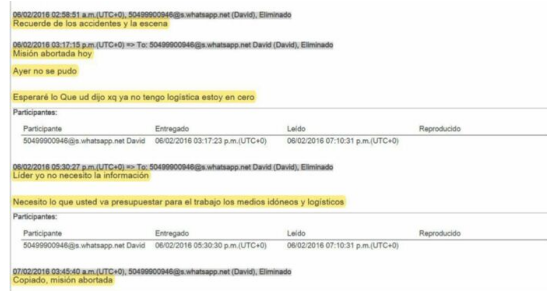 06/02/2016 02:58:51 a.m.(UTC+0), 50499900946@s.whatsapp.net (David), Eliminado
Recuerde de los accidentes y la escena
06/02/2016 03:17:15 p.m.(UTC+0) => To: 50499900946@s.whatsapp.net David (David), Eliminado
Misión abortada hoy
Ayer no se pudo
Esperaré lo Que ud dijo xq ya no tengo logística estoy en cero
Participantes:
Participante Entregado Leído Reproducido
50499900946@s.whatsapp.net David 06/02/2016 03:17:23 p.m.(UTC+0) 06/02/2016 07:10:31 p.m.(UTC+0)
06/02/2016 05:30:27 p.m.(UTC+0) => To: 50499900946@s.whatsapp.net David (David), Eliminado
Líder yo no necesito la información
Necesito lo que usted va presupuestar para el trabajo los medios idóneos y logísticos
Participantes:
Participante Entregado Leído Reproducido
50499900946@s.whatsapp.net David 06/02/2016 05:30:30 p.m.(UTC+0) 06/02/2016 07:10:31 p.m.(UTC+0)
07/02/2016 03:45:40 a.m.(UTC+0), 50499900946@s.whatsapp.net (David), Eliminado
Copiado, misión abortada